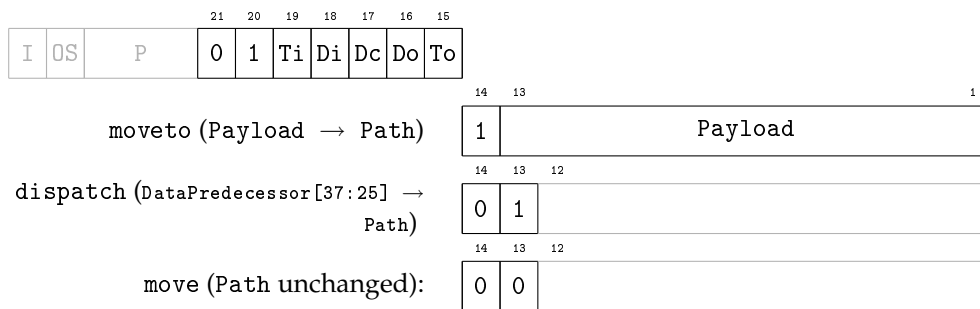 21 20 19 18 17 16 15
I OS P 0 1 Ti Di Dc Do To
14 13 1
moveto (Payload → Path) 1 Payload
14 13 12
dispatch (DataPredecessor[37:25] → 0 1
Path)
14 13 12
move (Path unchanged): 0 0